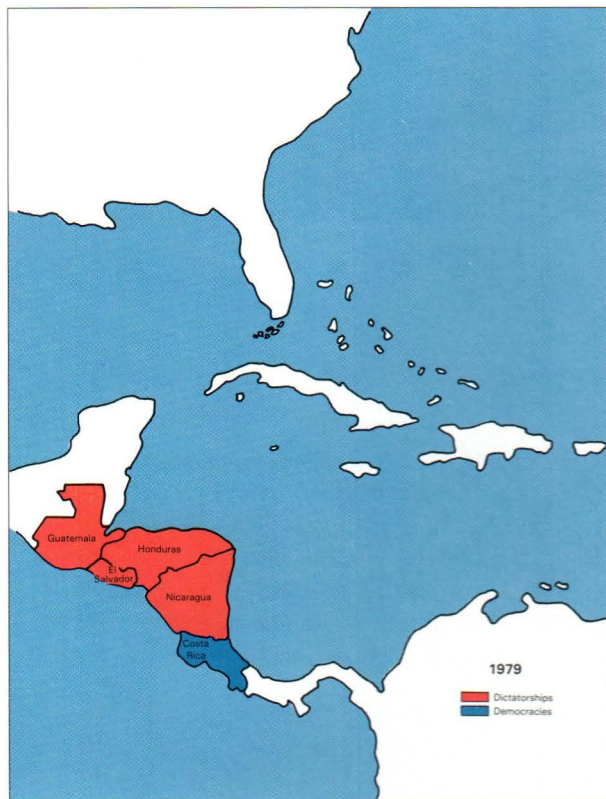 Guatemala
Honduras
El
Salvador
Nicaragua
Costa
Rica
1979
Dictatorships
Democracies